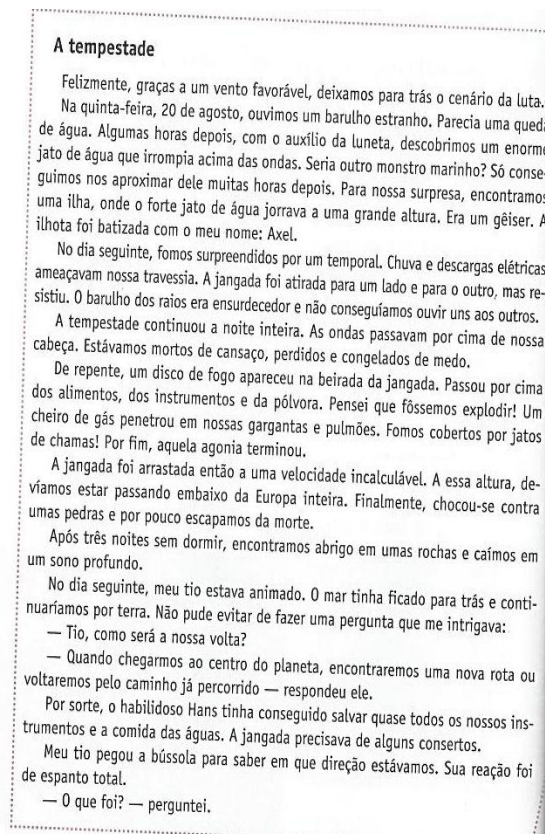 A tempestade
Felizmente, graças a um vento favorável, deixamos para trás o cenário da luta.
Na quinta-feira, 20 de agosto, ouvimos um barulho estranho. Parecia uma queda
de água. Algumas horas depois, com o auxílio da luneta, descobrimos um enorme
jato de água que irrompia acima das ondas. Seria outro monstro marinho? Só conse-
guimos nos aproximar dele muitas horas depois. Para nossa surpresa, encontramos
uma ilha, onde o forte jato de água jorrava a uma grande altura. Era um gêiser. A
ilhota foi batizada com o meu nome: Axel.
No dia seguinte, fomos surpreendidos por um temporal. Chuva e descargas elétricas
ameaçavam nossa travessia. A jangada foi atirada para um lado e para o outro, mas re-
sistiu. O barulho dos raios era ensurdecedor e não conseguíamos ouvir uns aos outros.
A tempestade continuou a noite inteira. As ondas passavam por cima de nossa
cabeça. Estávamos mortos de cansaço, perdidos e congelados de medo.
De repente, um disco de fogo apareceu na beirada da jangada. Passou por cima
dos alimentos, dos instrumentos e da pólvora. Pensei que fôssemos explodir! Um
cheiro de gás penetrou em nossas gargantas e pulmões. Fomos cobertos por jatos
de chamas! Por fim, aquela agonia terminou.
A jangada foi arrastada então a uma velocidade incalculável. A essa altura, de-
víamos estar passando embaixo da Europa inteira. Finalmente, chocou-se contra
umas pedras e por pouco escapamos da morte.
Após três noites sem dormir, encontramos abrigo em umas rochas e caímos em
um sono profundo.
No dia seguinte, meu tio estava animado. O mar tinha ficado para trás e conti-
nuaríamos por terra. Não pude evitar de fazer uma pergunta que me intrigava:
— Tio, como será a nossa volta?
— Quando chegarmos ao centro do planeta, encontraremos uma nova rota ou
voltaremos pelo caminho já percorrido — respondeu ele.
Por sorte, o habilidoso Hans tinha conseguido salvar quase todos os nossos ins-
trumentos e a comida das águas. A jangada precisava de alguns consertos.
Meu tio pegou a bússola para saber em que direção estávamos. Sua reação foi
de espanto total.
— O que foi? — perguntei.